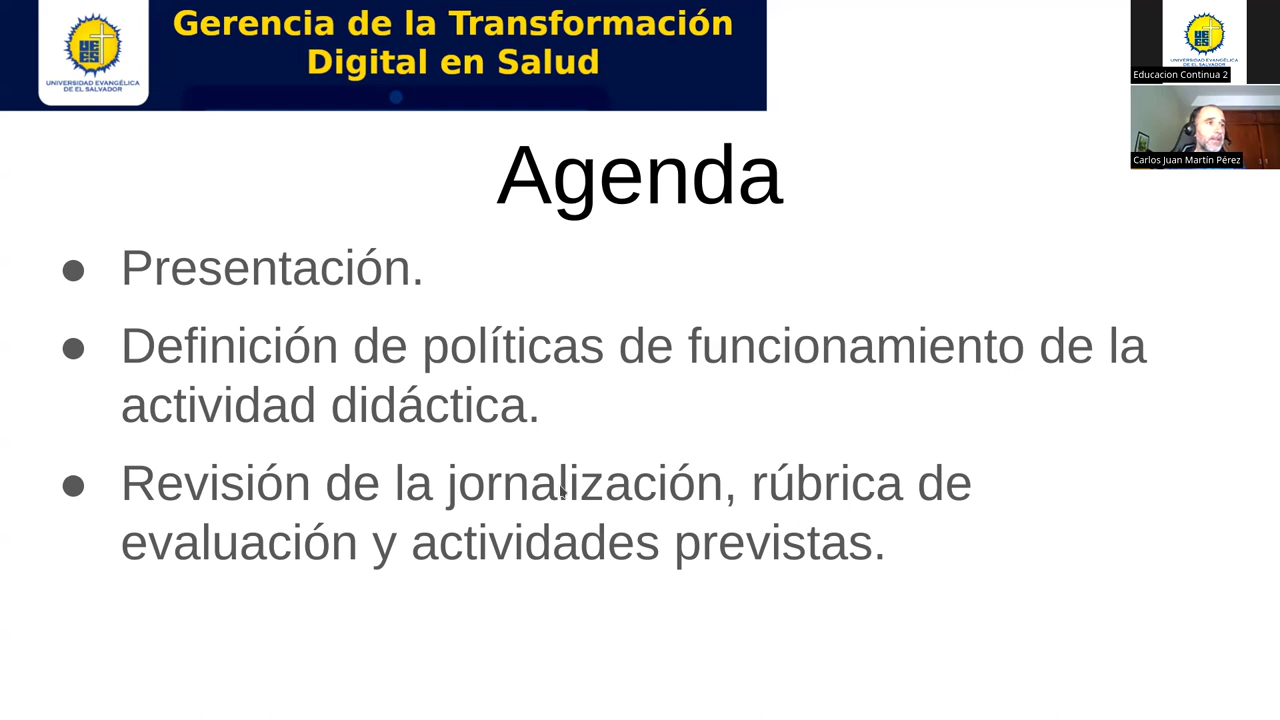 Gerencia de la Transformación
Digital en Salud
UNIVERSIDAD EVANGÉLICA
DE EL SALVADOR
UNIVERSIDAD EVANGÉLICA
Educacion Continua 2
Carlos Juan Martín Pérez
Agenda
● Presentación.
● Definición de políticas de funcionamiento de la
actividad didáctica.
● Revisión de la jornalización, rúbrica de
evaluación y actividades previstas.